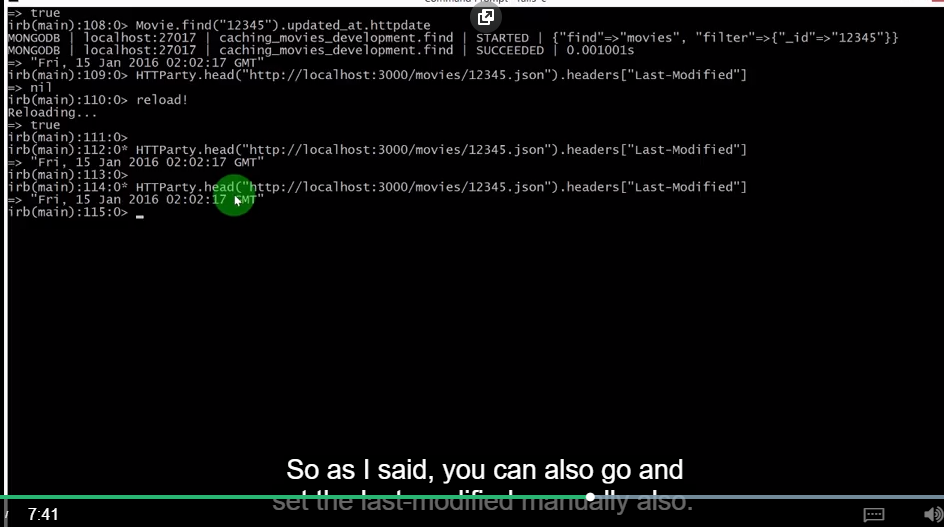 => true
irb(main):108:0> Movie.find("12345").updated_at.httpdate
MONGODB | localhost:27017 | caching_movies_development.find | STARTED | {"find"=>"movies", "filter"=>{"_id"=>"12345"}}
MONGODB | localhost:27017 | caching_movies_development.find | SUCCEEDED | 0.001001s
=> "Fri, 15 Jan 2016 02:02:17 GMT"
irb(main):109:0> HTTParty.head("http://localhost:3000/movies/12345.json").headers["Last-Modified"]
=> nil
irb(main):110:0> reload!
Reloading...
=> true
irb(main):111:0>
irb(main):112:0* HTTParty.head("http://localhost:3000/movies/12345.json").headers["Last-Modified"]
=> "Fri, 15 Jan 2016 02:02:17 GMT"
irb(main):113:0>
irb(main):114:0* HTTParty.head("http://localhost:3000/movies/12345.json").headers["Last-Modified"]
=> "Fri, 15 Jan 2016 02:02:17 GMT"
irb(main):115:0> _
So as I said, you can also go and
set the last-modified manually also.
7:41